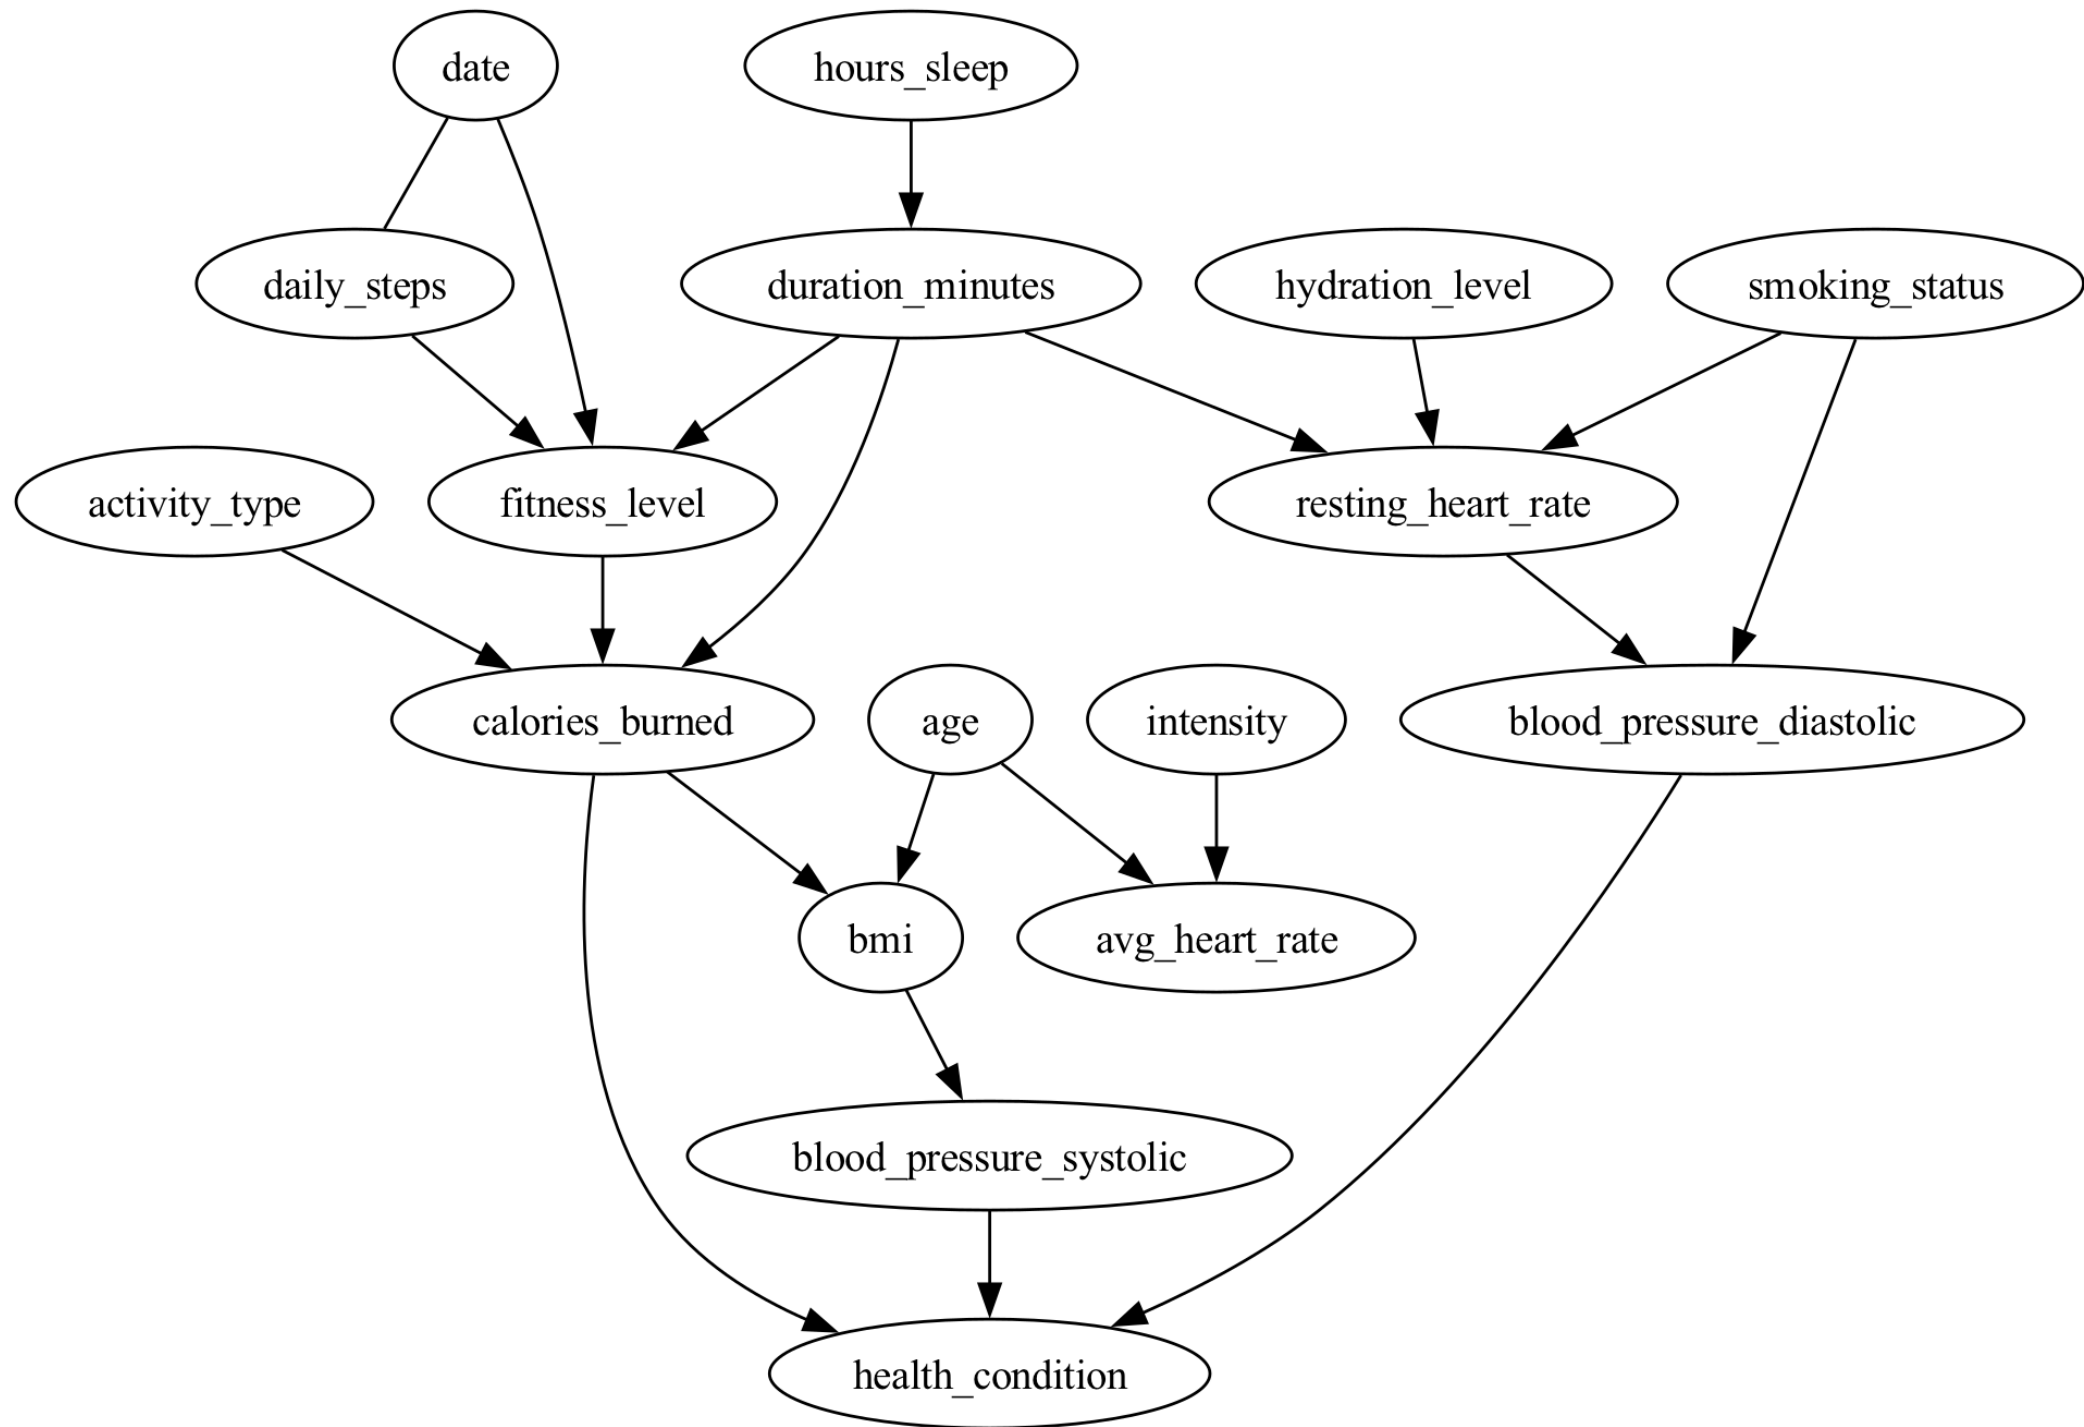 date
hours_sleep
daily_steps
duration_minutes
hydration_level
smoking_status
activity_type
fitness_level
resting_heart_rate
calories_burned
age
intensity
blood_pressure_diastolic
bmi
avg_heart_rate
blood_pressure_systolic
health_condition